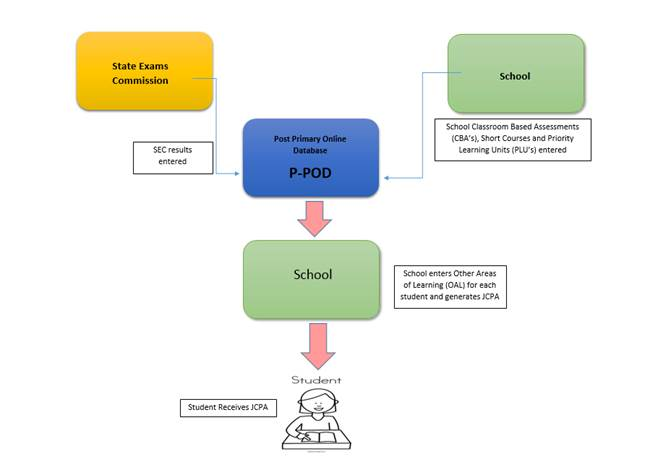 State Exams
Commission
School
SEC results
entered
Post Primary Online
Database
P-POD
School Classroom Based Assessments
(CBA's), Short Courses and Priority
Learning Units (PLU's) entered
School
School enters Other Areas
of Learning (OAL) for each
student and generates JCPA
Student
Student Receives JCPA